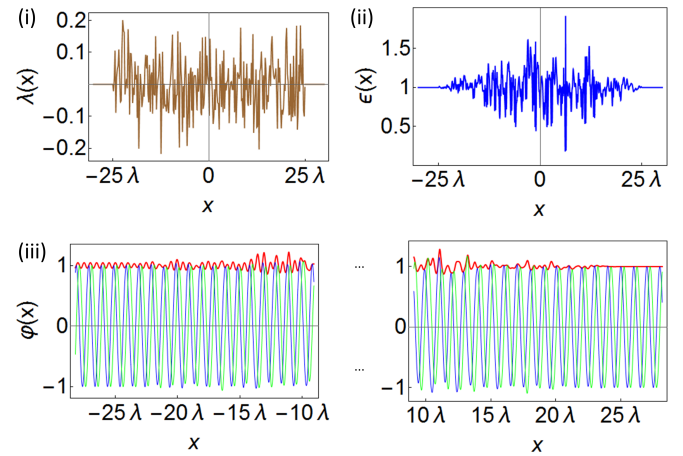 (i)
λ(x)
0.2
0.1
−0.1
−0.2
−25 λ 0 25 λ
x
(ii)
ϵ(x)
1.5
1
0.5
−25 λ 0 25 λ
x
(iii)
φ(x)
1
0
−1
−25 λ −20 λ −15 λ −10 λ
x
...
...
1
0
−1
10 λ 15 λ 20 λ 25 λ
x